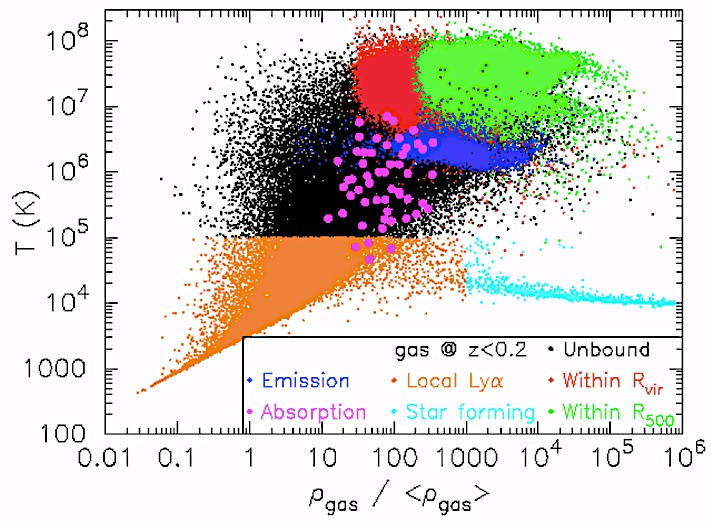 10⁸
10⁷
10⁶
10⁵
10⁴
1000
100
T (K)
gas @ z<0.2
Unbound
Emission
Local Lyα
Within R_vir
Absorption
Star forming
Within R_500
0.01 0.1 1 10 100 1000 10⁴ 10⁵ 10⁶
ρ_gas / <ρ_gas>